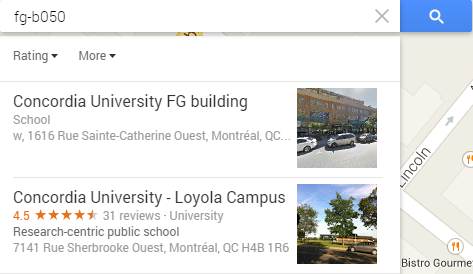 fg-b050
Rating More
Concordia University FG building
School
w, 1616 Rue Sainte-Catherine Ouest, Montréal, QC...
Concordia University - Loyola Campus
4.5 31 reviews · University
Research-centric public school
7141 Rue Sherbrooke Ouest, Montréal, QC H4B 1R6
Lincoln
Bistro Gourme